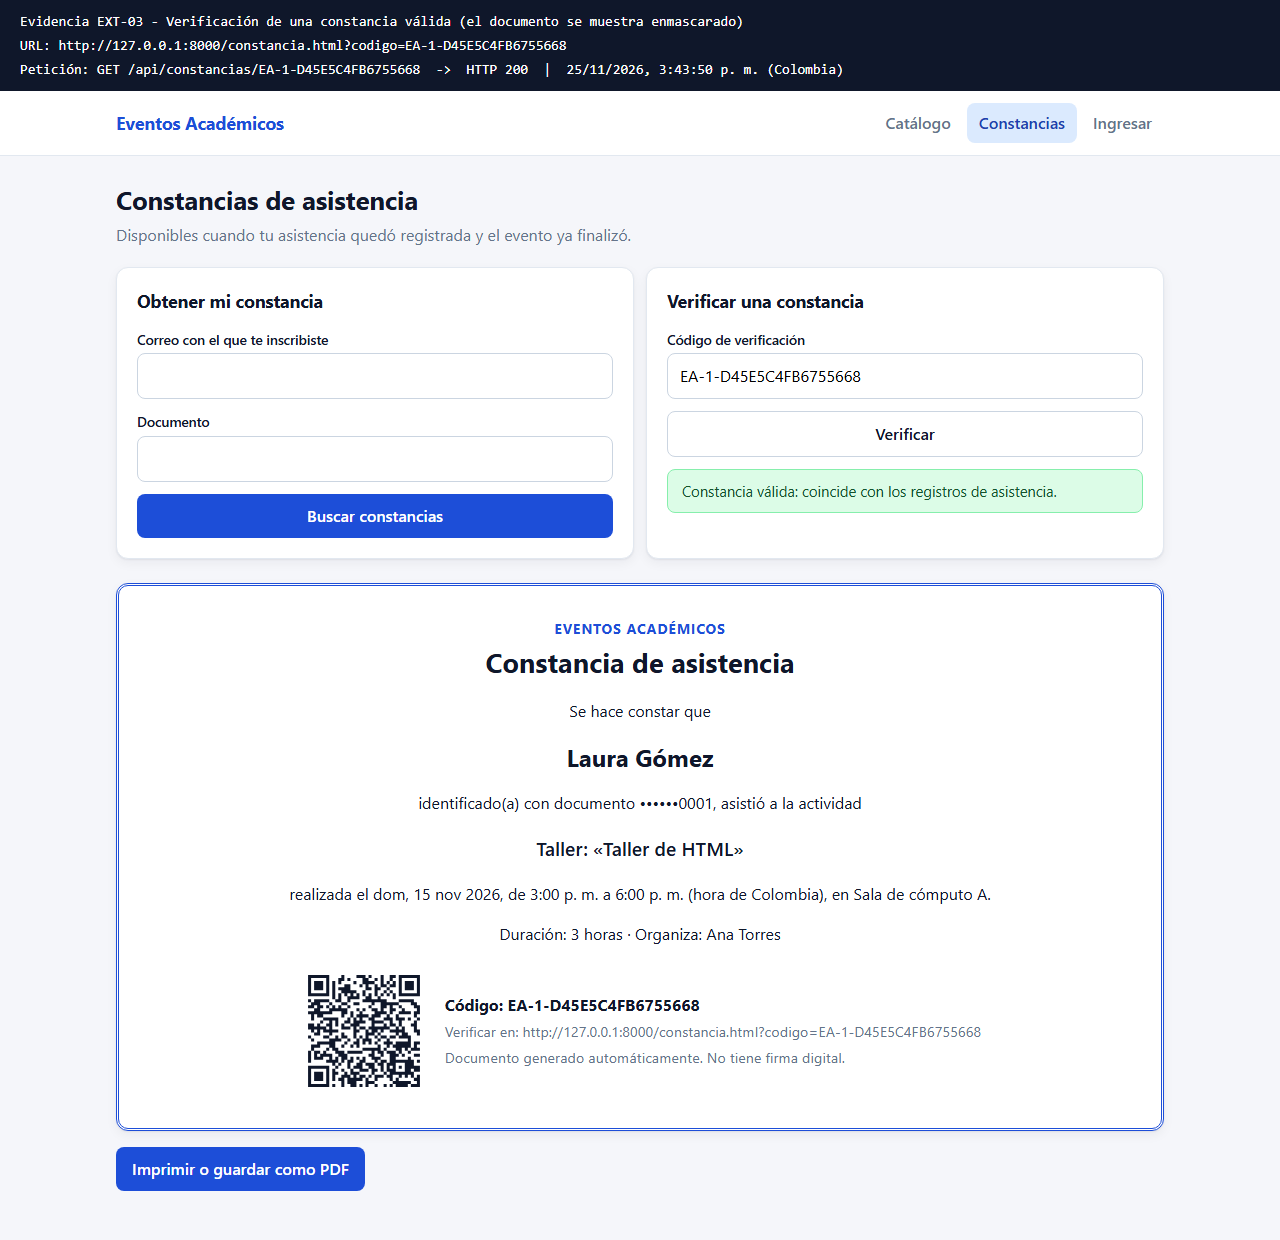 Evidencia EXT-03 - Verificación de una constancia válida (el documento se muestra enmascarado)
URL: http://127.0.0.1:8000/constancia.html?codigo=EA-1-D45E5C4FB6755668
Petición: GET /api/constancias/EA-1-D45E5C4FB6755668 -> HTTP 200 | 25/11/2026, 3:43:50 p. m. (Colombia)
Eventos Académicos
Catálogo
Constancias
Ingresar
Constancias de asistencia
Disponibles cuando tu asistencia quedó registrada y el evento ya finalizó.
Obtener mi constancia
Correo con el que te inscribiste
Documento
Buscar constancias
Verificar una constancia
Código de verificación
EA-1-D45E5C4FB6755668
Verificar
Constancia válida: coincide con los registros de asistencia.
EVENTOS ACADÉMICOS
Constancia de asistencia
Se hace constar que
Laura Gómez
identificado(a) con documento ••••••0001, asistió a la actividad
Taller: «Taller de HTML»
realizada el dom, 15 nov 2026, de 3:00 p. m. a 6:00 p. m. (hora de Colombia), en Sala de cómputo A.
Duración: 3 horas · Organiza: Ana Torres
Código: EA-1-D45E5C4FB6755668
Verificar en: http://127.0.0.1:8000/constancia.html?codigo=EA-1-D45E5C4FB6755668
Documento generado automáticamente. No tiene firma digital.
Imprimir o guardar como PDF